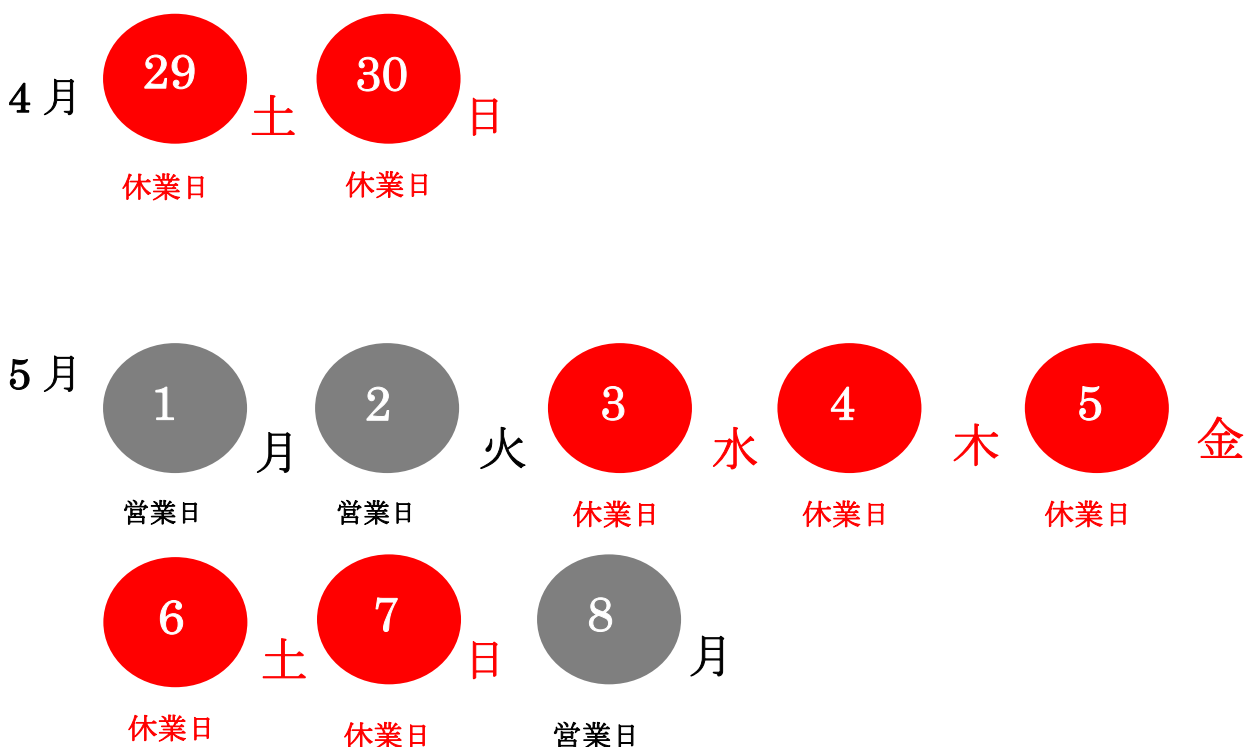 4月 29 土 30 日
休業日 休業日
5月 1 月 2 火 3 水 4 木 5 金
営業日 営業日 休業日 休業日 休業日
6 土 7 日 8 月
休業日 休業日 営業日